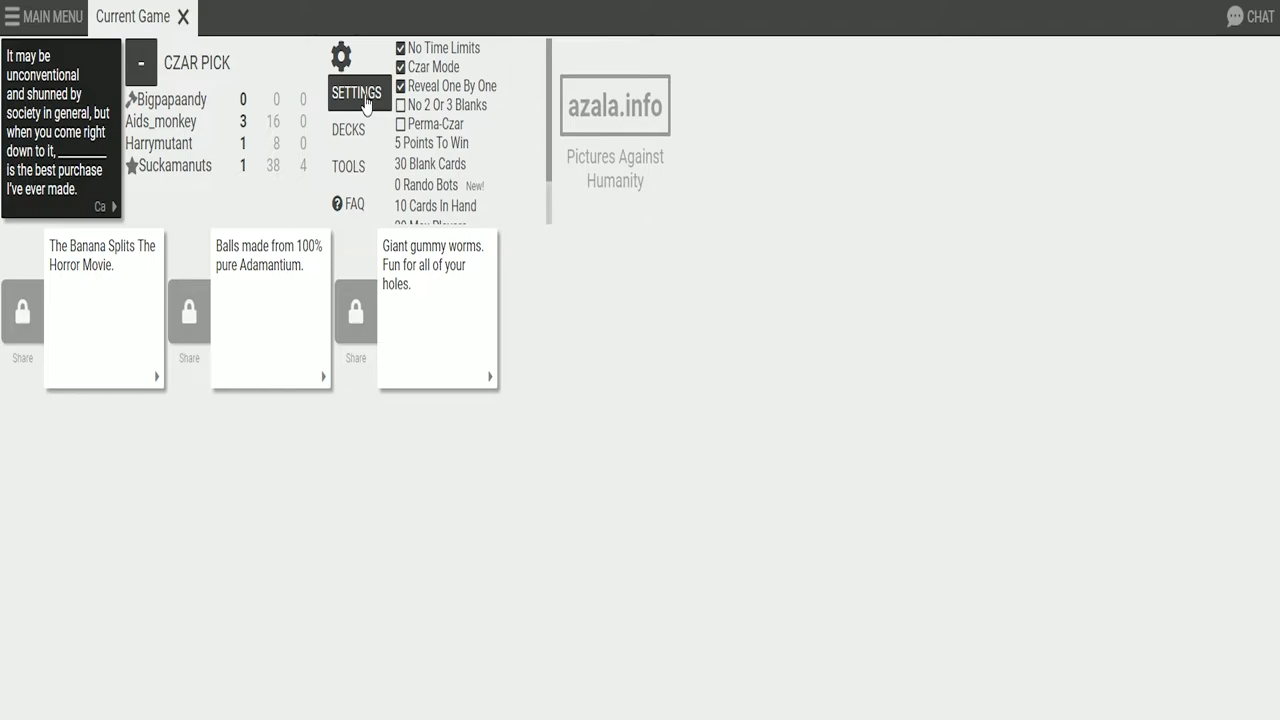 MAIN MENU
Current Game
CHAT
It may be
unconventional
and shunned by
society in general, but
when you come right
down to it, ________
is the best purchase
I've ever made.
Ca
-
CZAR PICK
Bigpapaandy 0 0 0
Aids_monkey 3 16 0
Harrymutant 1 8 0
Suckamanuts 1 38 4
SETTINGS
DECKS
TOOLS
FAQ
No Time Limits
Czar Mode
Reveal One By One
No 2 Or 3 Blanks
Perma-Czar
5 Points To Win
30 Blank Cards
0 Rando Bots New!
10 Cards In Hand
azala.info
Pictures Against
Humanity
The Banana Splits The
Horror Movie.
Share
Balls made from 100%
pure Adamantium.
Share
Giant gummy worms.
Fun for all of your
holes.
Share